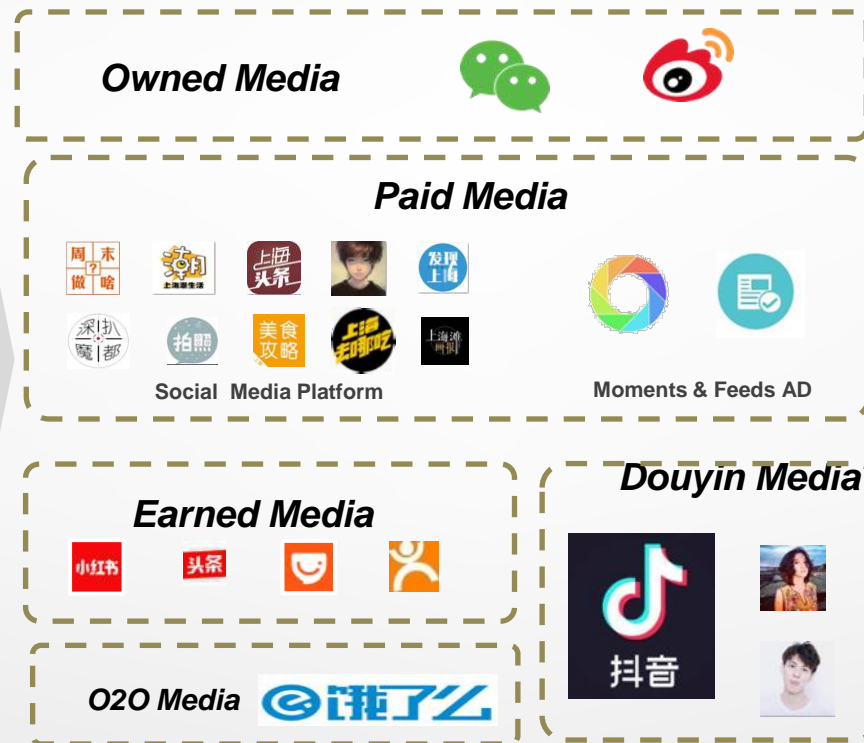 Owned Media
Paid Media
周末
?
做啥
潮
上海潮生活
上海
头条
发现
上海
深扒
魔都
拍照
美食
攻略
上海
去哪吃
上海滩
画报
Social Media Platform
Moments & Feeds AD
Earned Media
小红书
头条
Douyin Media
抖音
O2O Media
饿了么